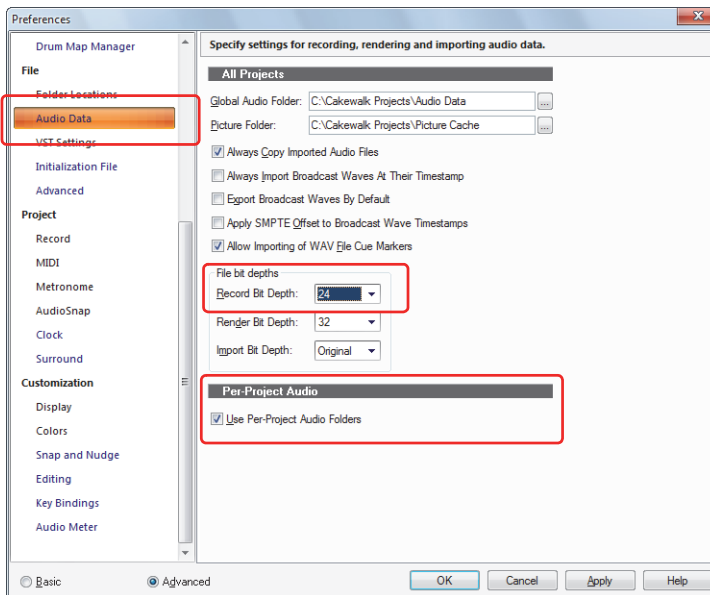 Preferences
Drum Map Manager
File
Folder Locations
Audio Data
VST Settings
Initialization File
Advanced
Project
Record
MIDI
Metronome
AudioSnap
Clock
Surround
Customization
Display
Colors
Snap and Nudge
Editing
Key Bindings
Audio Meter
Basic
Advanced
Specify settings for recording, rendering and importing audio data.
All Projects
Global Audio Folder: C:\Cakewalk Projects\Audio Data ...
Picture Folder: C:\Cakewalk Projects\Picture Cache ...
Always Copy Imported Audio Files
Always Import Broadcast Waves At Their Timestamp
Export Broadcast Waves By Default
Apply SMPTE Offset to Broadcast Wave Timestamps
Allow Importing of WAV File Cue Markers
File bit depths
Record Bit Depth: 24
Render Bit Depth: 32
Import Bit Depth: Original
Per-Project Audio
Use Per-Project Audio Folders
OK Cancel Apply Help